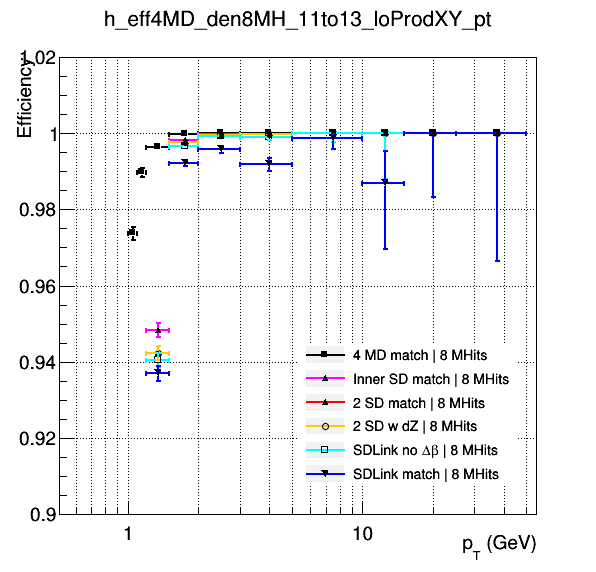 h_eff4MD_den8MH_11to13_loProdXY_pt
Efficiency
1.02
1
0.98
0.96
0.94
0.92
0.9
4 MD match | 8 MHits
Inner SD match | 8 MHits
2 SD match | 8 MHits
2 SD w dZ | 8 MHits
SDLink no Δβ | 8 MHits
SDLink match | 8 MHits
1
10
p_T (GeV)